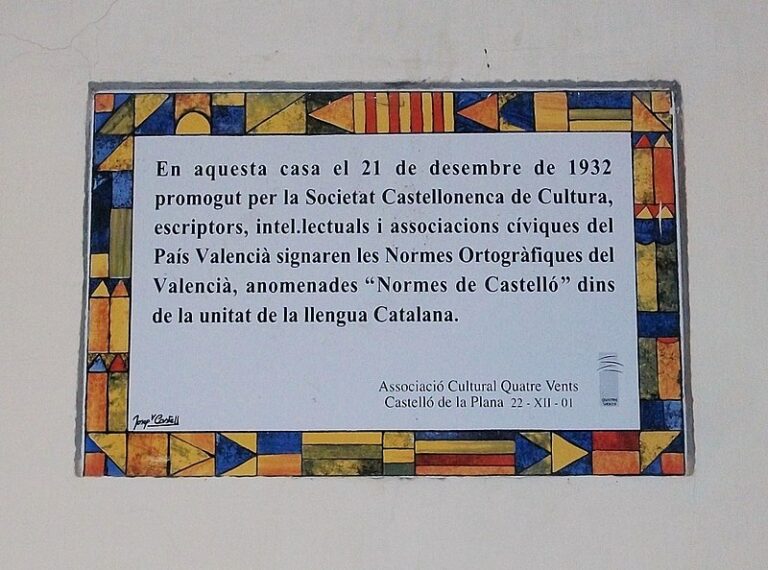 En aquesta casa el 21 de desembre de 1932
promogut per la Societat Castellonenca de Cultura,
escriptors, intel.lectuals i associacions cíviques del
País Valencià signaren les Normes Ortogràfiques del
Valencià, anomenades “Normes de Castelló” dins
de la unitat de la llengua Catalana.
Associació Cultural Quatre Vents
Castelló de la Plana 22 - XII - 01
QUATRE
VENTS